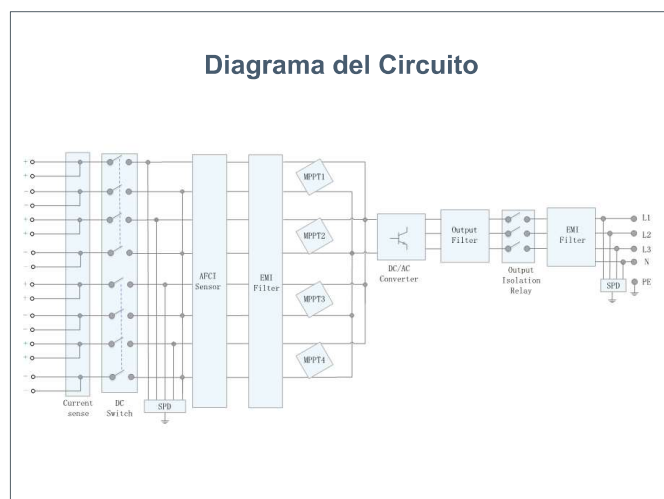 Diagrama del Circuito
+
+
−
−
+
+
−
−
+
+
−
−
+
+
−
−
Current
sense
DC
Switch
SPD
AFCI
Sensor
EMI
Filter
MPPT1
MPPT2
MPPT3
MPPT4
DC/AC
Converter
Output
Filter
Output
Isolation
Relay
EMI
Filter
L1
L2
L3
N
SPD
PE